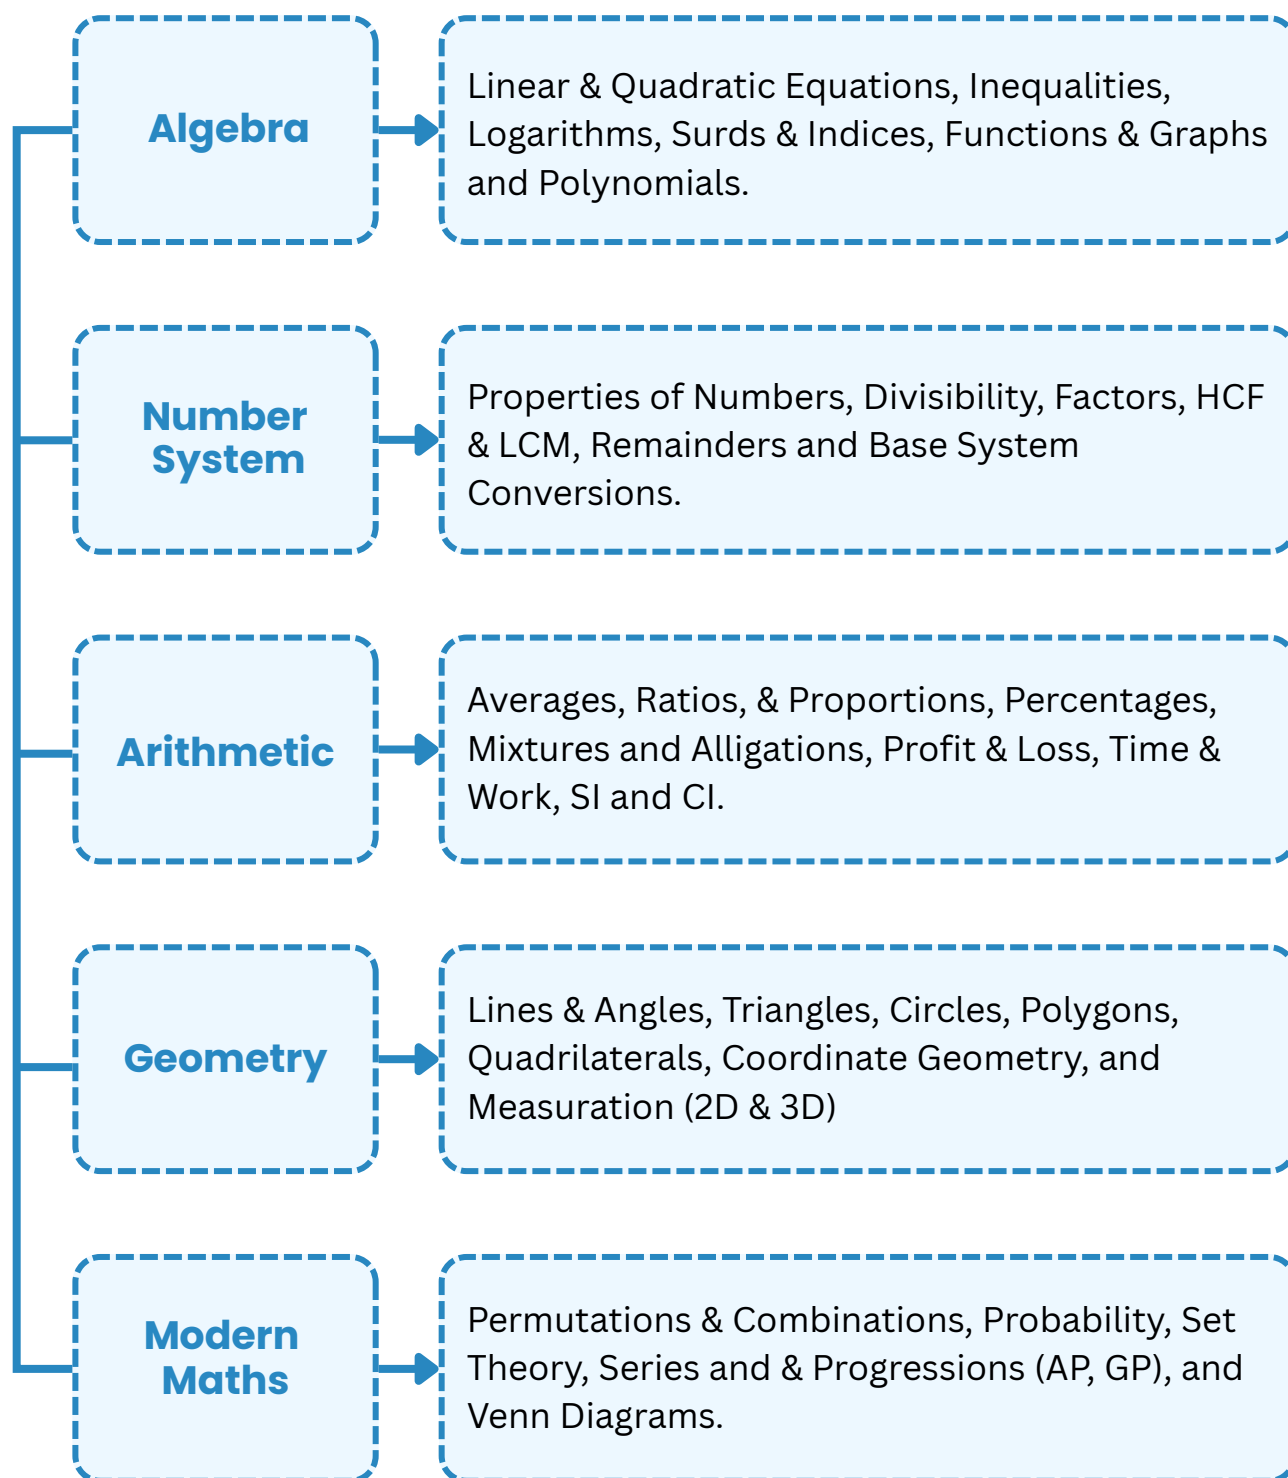 Algebra
Linear & Quadratic Equations, Inequalities,
Logarithms, Surds & Indices, Functions & Graphs
and Polynomials.
Number
System
Properties of Numbers, Divisibility, Factors, HCF
& LCM, Remainders and Base System
Conversions.
Arithmetic
Averages, Ratios, & Proportions, Percentages,
Mixtures and Alligations, Profit & Loss, Time &
Work, SI and CI.
Geometry
Lines & Angles, Triangles, Circles, Polygons,
Quadrilaterals, Coordinate Geometry, and
Measuration (2D & 3D)
Modern
Maths
Permutations & Combinations, Probability, Set
Theory, Series and & Progressions (AP, GP), and
Venn Diagrams.